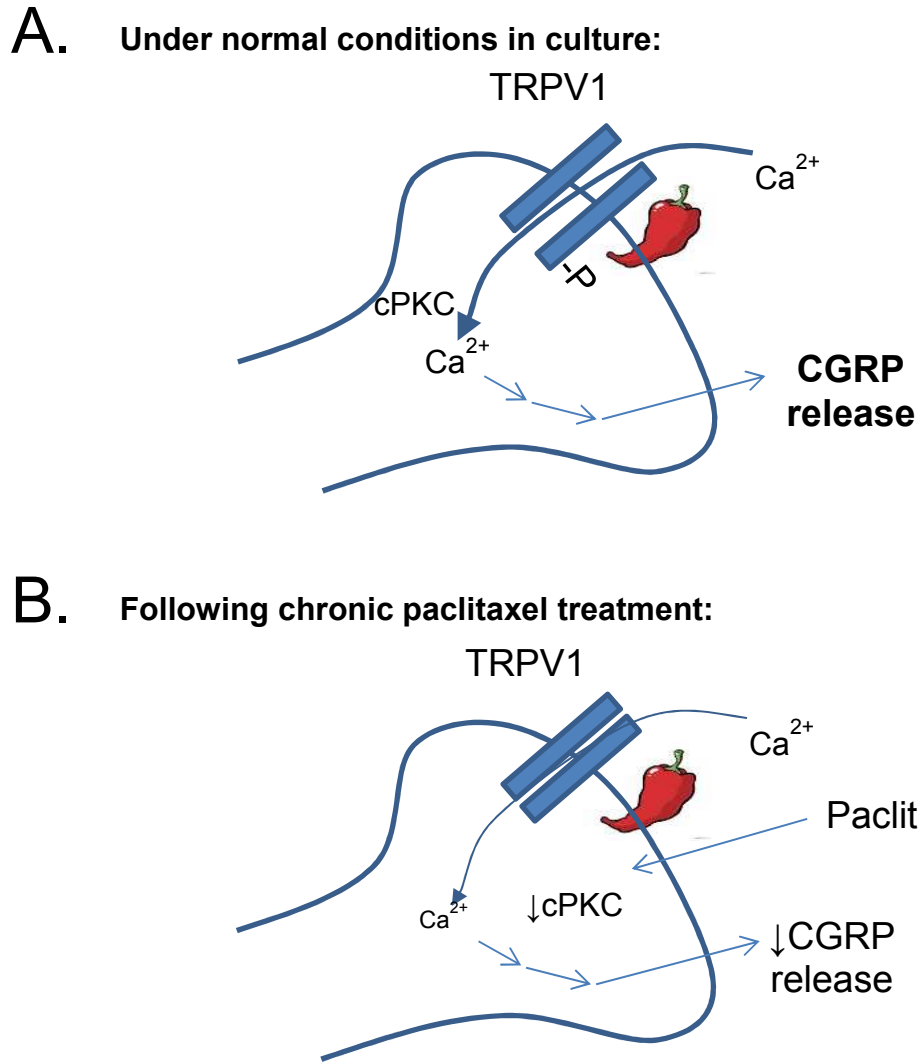 A. Under normal conditions in culture:
TRPV1
Ca²⁺
-P
cPKC
Ca²⁺
CGRP
release
B. Following chronic paclitaxel treatment:
TRPV1
Ca²⁺
Paclit
↓cPKC
Ca²⁺
↓CGRP
release